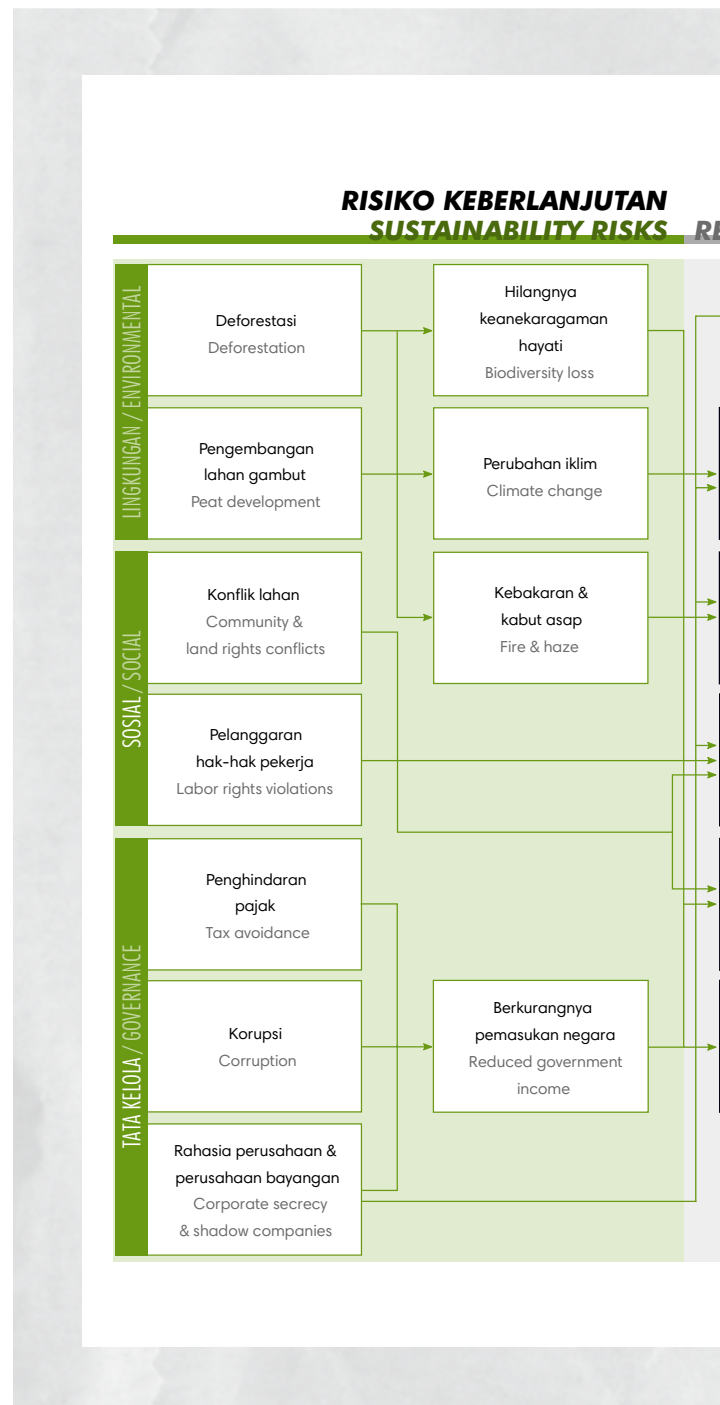 RISIKO KEBERLANJUTAN
SUSTAINABILITY RISKS
LINGKUNGAN / ENVIRONMENTAL
Deforestasi
Deforestation
Hilangnya
keanekaragaman
hayati
Biodiversity loss
Pengembangan
lahan gambut
Peat development
Perubahan iklim
Climate change
SOSIAL / SOCIAL
Konflik lahan
Community &
land rights conflicts
Kebakaran &
kabut asap
Fire & haze
Pelanggaran
hak-hak pekerja
Labor rights violations
TATA KELOLA / GOVERNANCE
Penghindaran
pajak
Tax avoidance
Korupsi
Corruption
Berkurangnya
pemasukan negara
Reduced government
income
Rahasia perusahaan &
perusahaan bayangan
Corporate secrecy
& shadow companies